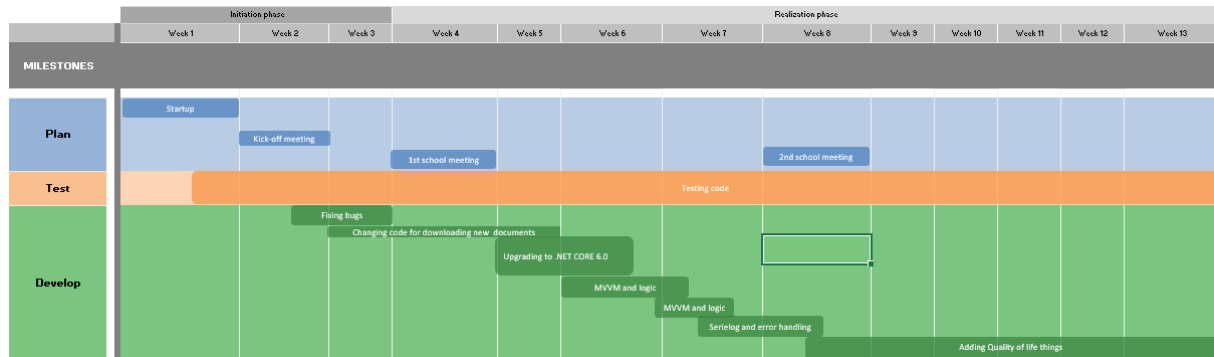 Initiation phase Realization phase
Week 1 Week 2 Week 3 Week 4 Week 5 Week 6 Week 7 Week 8 Week 9 Week 10 Week 11 Week 12 Week 13
MILESTONES
Startup
Plan
Kick-off meeting
1st school meeting 2nd school meeting
Test Testing code
Fixing bugs
Changing code for downloading new documents
Upgrading to .NET CORE 6.0
Develop
MVVM and logic
MVVM and logic
Serielog and error handling
Adding Quality of life things